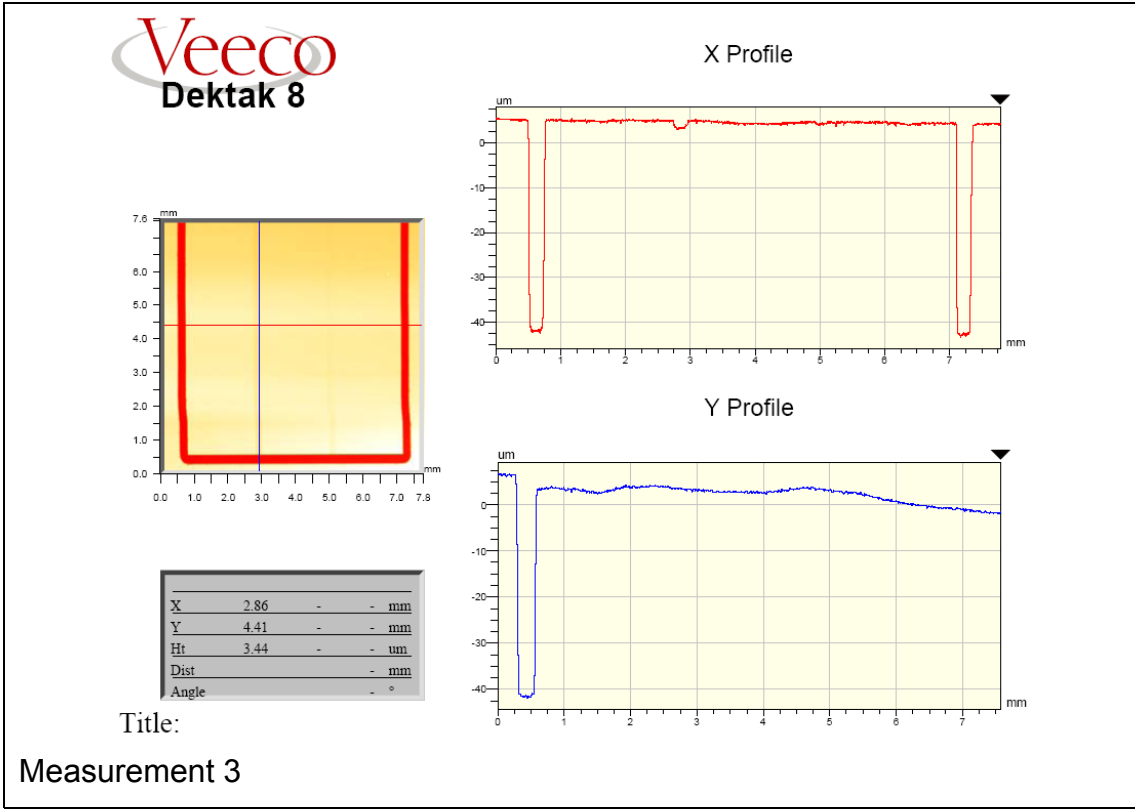 Veeco
Dektak 8
X Profile
um
0
-10
-20
-30
-40
0 1 2 3 4 5 6 7
mm
mm
7.6
6.0
5.0
4.0
3.0
2.0
1.0
0.0
mm
0.0 1.0 2.0 3.0 4.0 5.0 6.0 7.0 7.8
Y Profile
um
0
-10
-20
-30
-40
0 1 2 3 4 5 6 7
mm
X 2.86 - - mm
Y 4.41 - - mm
Ht 3.44 - - um
Dist - mm
Angle - °
Title:
Measurement 3